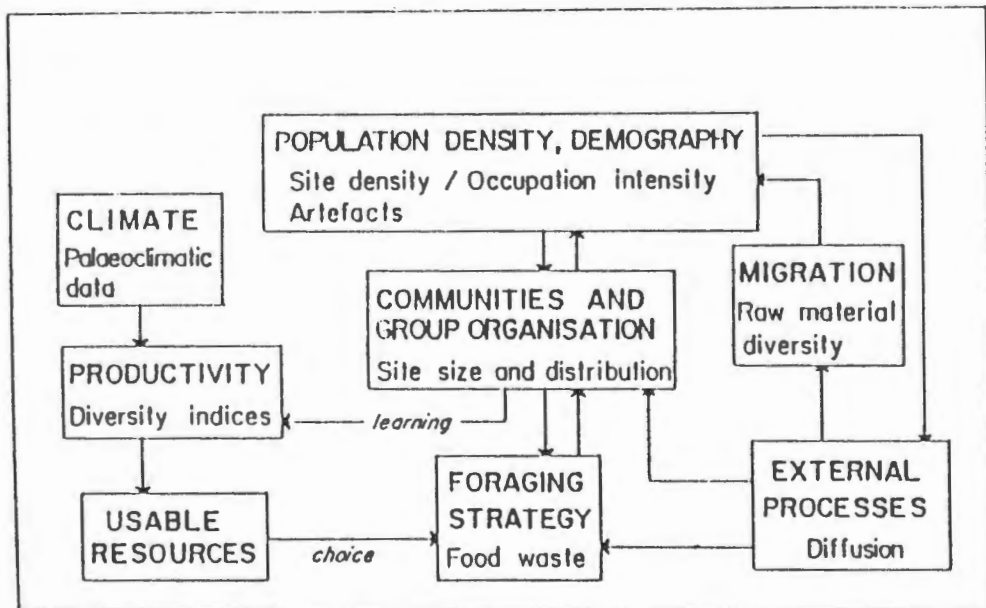 POPULATION DENSITY, DEMOGRAPHY
Site density / Occupation intensity
Artefacts
CLIMATE
Palaeoclimatic
data
COMMUNITIES AND
GROUP ORGANISATION
Site size and distribution
MIGRATION
Raw material
diversity
PRODUCTIVITY
Diversity indices
learning
USABLE
RESOURCES
choice
FORAGING
STRATEGY
Food waste
EXTERNAL
PROCESSES
Diffusion